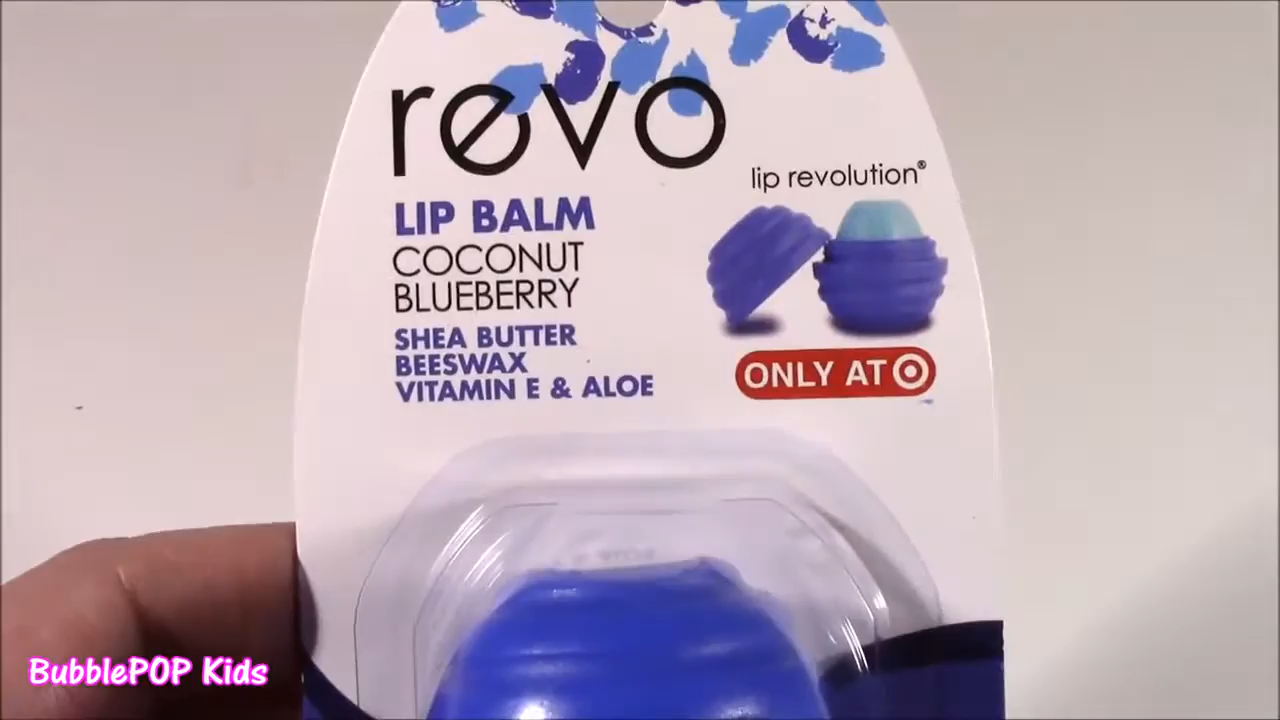 revo
lip revolution®
LIP BALM
COCONUT
BLUEBERRY
SHEA BUTTER
BEESWAX
VITAMIN E & ALOE
ONLY AT
BubblePOP Kids